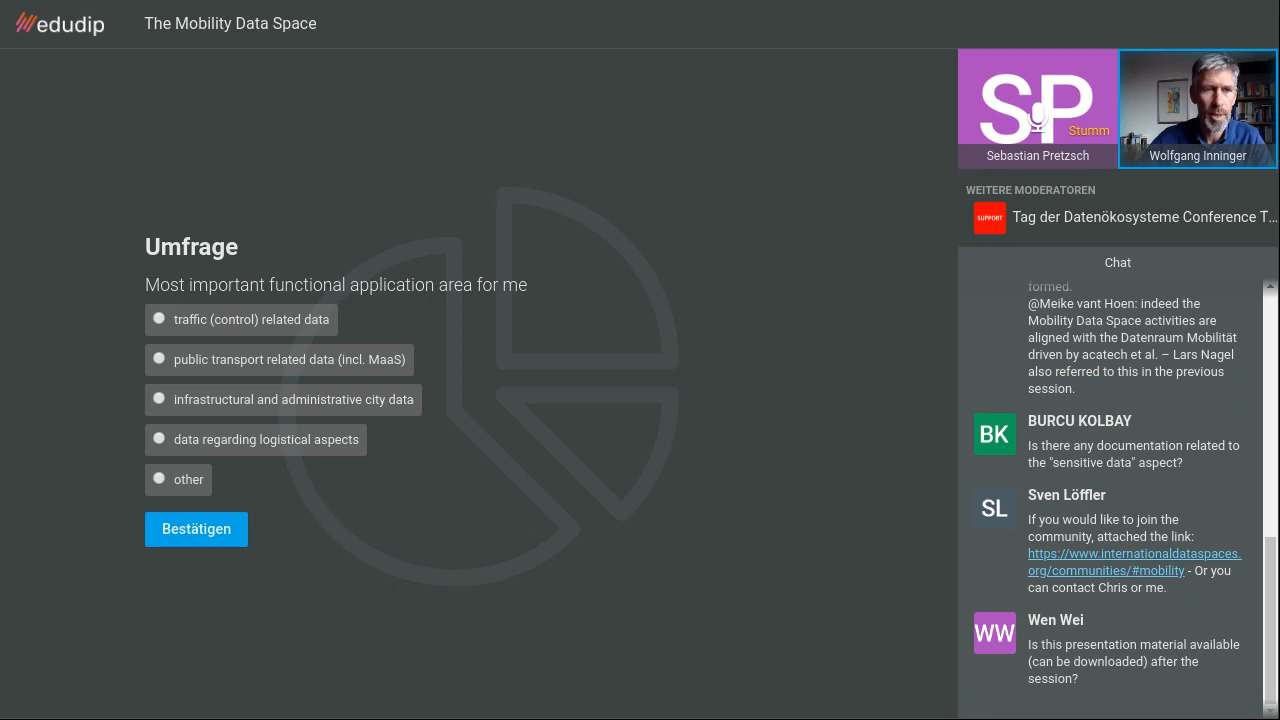 edudip
The Mobility Data Space
SP
Stumm
Sebastian Pretzsch
Wolfgang Inninger
WEITERE MODERATOREN
SUPPORT
Tag der Datenökosysteme Conference T...
Chat
formed.
@Meike vant Hoen: indeed the
Mobility Data Space activities are
aligned with the Datenraum Mobilität
driven by acatech et al. – Lars Nagel
also referred to this in the previous
session.
BK
BURCU KOLBAY
Is there any documentation related to
the "sensitive data" aspect?
SL
Sven Löffler
If you would like to join the
community, attached the link:
https://www.internationaldataspaces.
org/communities/#mobility - Or you
can contact Chris or me.
WW
Wen Wei
Is this presentation material available
(can be downloaded) after the
session?
Umfrage
Most important functional application area for me
traffic (control) related data
public transport related data (incl. MaaS)
infrastructural and administrative city data
data regarding logistical aspects
other
Bestätigen